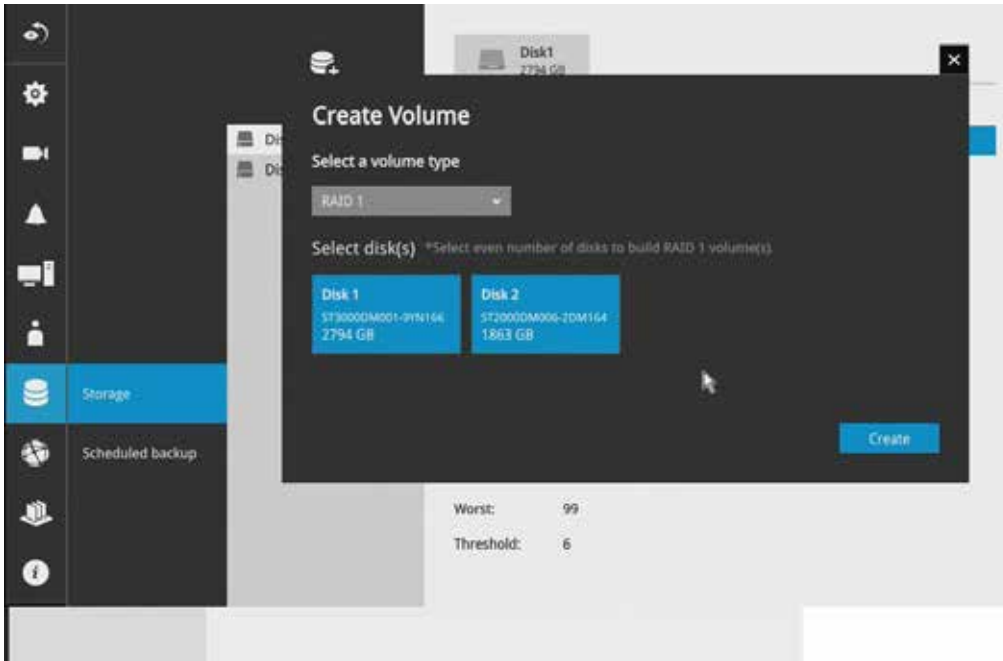 Disk1
2794 GB
Create Volume
Select a volume type
RAID 1
Select disk(s) *Select even number of disks to build RAID 1 volume(s)
Disk 1
ST3000DM001-9YN166
2794 GB
Disk 2
ST2000DM006-2DM164
1863 GB
Storage
Scheduled backup
Create
Worst: 99
Threshold: 6